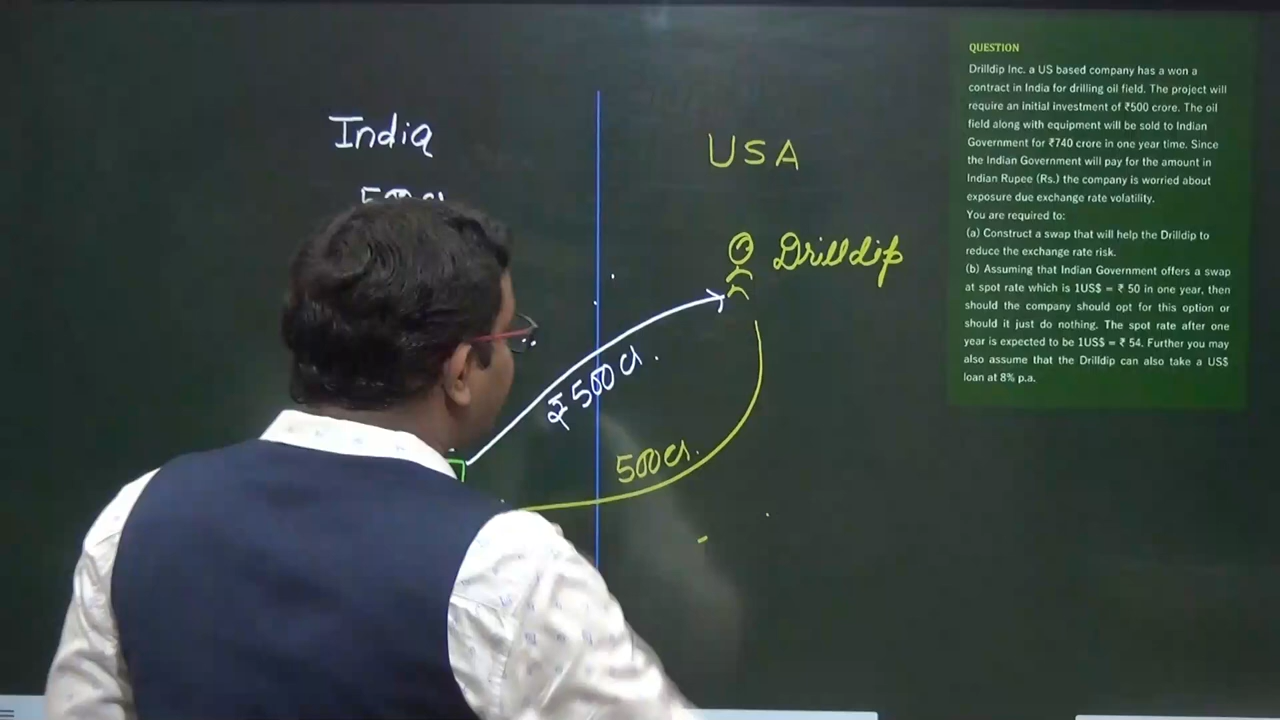 India
USA
500 Cr
Drilldip
₹ 500 Cr.
500 Cr.
QUESTION
Drilldip Inc. a US based company has a won a
contract in India for drilling oil field. The project will
require an initial investment of ₹500 crore. The oil
field along with equipment will be sold to Indian
Government for ₹740 crore in one year time. Since
the Indian Government will pay for the amount in
Indian Rupee (Rs.) the company is worried about
exposure due exchange rate volatility.
You are required to:
(a) Construct a swap that will help the Drilldip to
reduce the exchange rate risk.
(b) Assuming that Indian Government offers a swap
at spot rate which is 1US$ = ₹ 50 in one year, then
should the company should opt for this option or
should it just do nothing. The spot rate after one
year is expected to be 1US$ = ₹ 54. Further you may
also assume that the Drilldip can also take a US$
loan at 8% p.a.